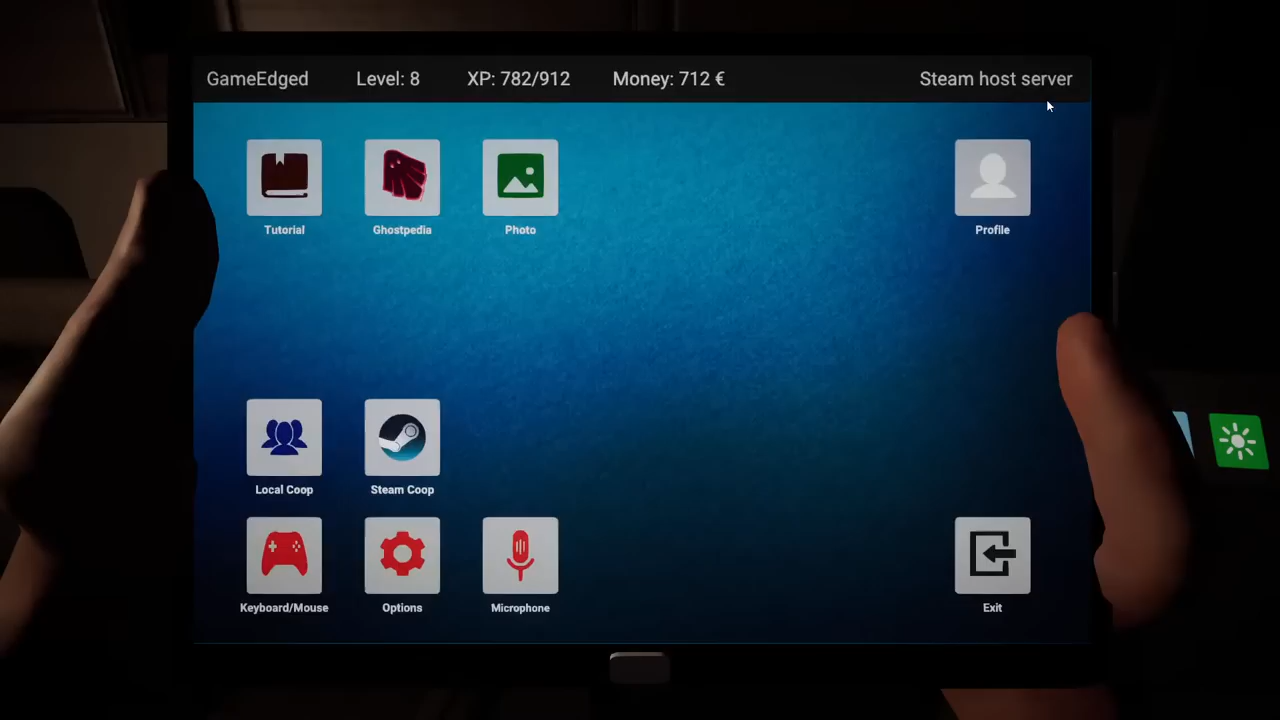 GameEdged Level: 8 XP: 782/912 Money: 712 € Steam host server
Tutorial Ghostpedia Photo Profile
Local Coop Steam Coop
Keyboard/Mouse Options Microphone Exit